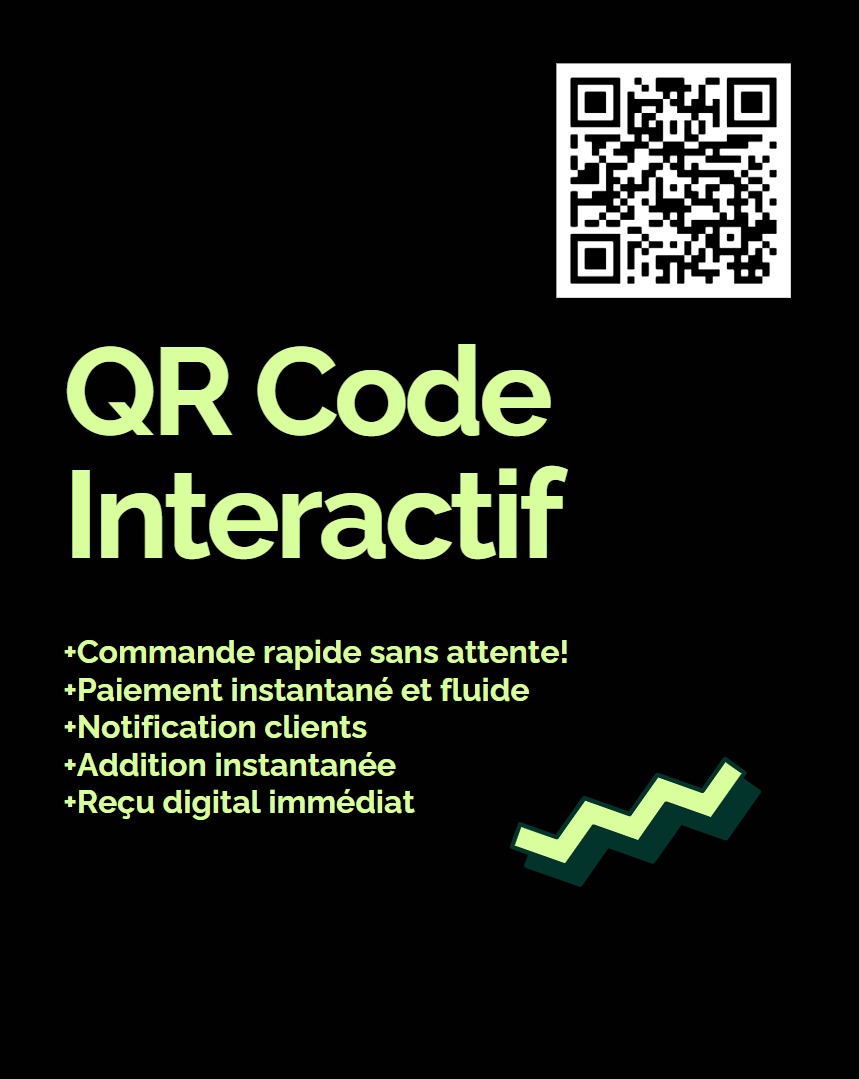 QR Code
Interactif
+Commande rapide sans attente!
+Paiement instantané et fluide
+Notification clients
+Addition instantanée
+Reçu digital immédiat